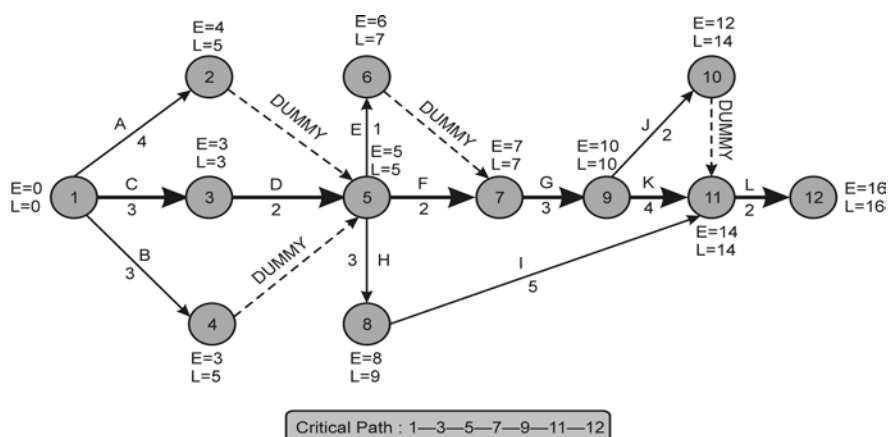 E=4
L=5
2
E=6
L=7
6
E=12
L=14
10
A
4
DUMMY
E
1
DUMMY
J
2
DUMMY
E=0
L=0
1
C
3
E=3
L=3
3
D
2
E=5
L=5
5
F
2
E=7
L=7
7
G
3
E=10
L=10
9
K
4
11
E=14
L=14
L
2
12
E=16
L=16
B
3
DUMMY
3 H
I
5
4
E=3
L=5
8
E=8
L=9
Critical Path : 1—3—5—7—9—11—12